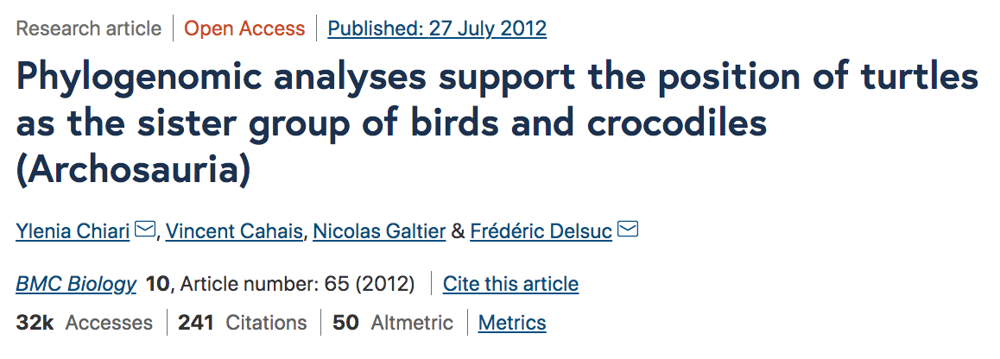 Research article | Open Access | Published: 27 July 2012
Phylogenomic analyses support the position of turtles
as the sister group of birds and crocodiles
(Archosauria)
Ylenia Chiari, Vincent Cahais, Nicolas Galtier & Frédéric Delsuc
BMC Biology 10, Article number: 65 (2012) | Cite this article
32k Accesses | 241 Citations | 50 Altmetric | Metrics